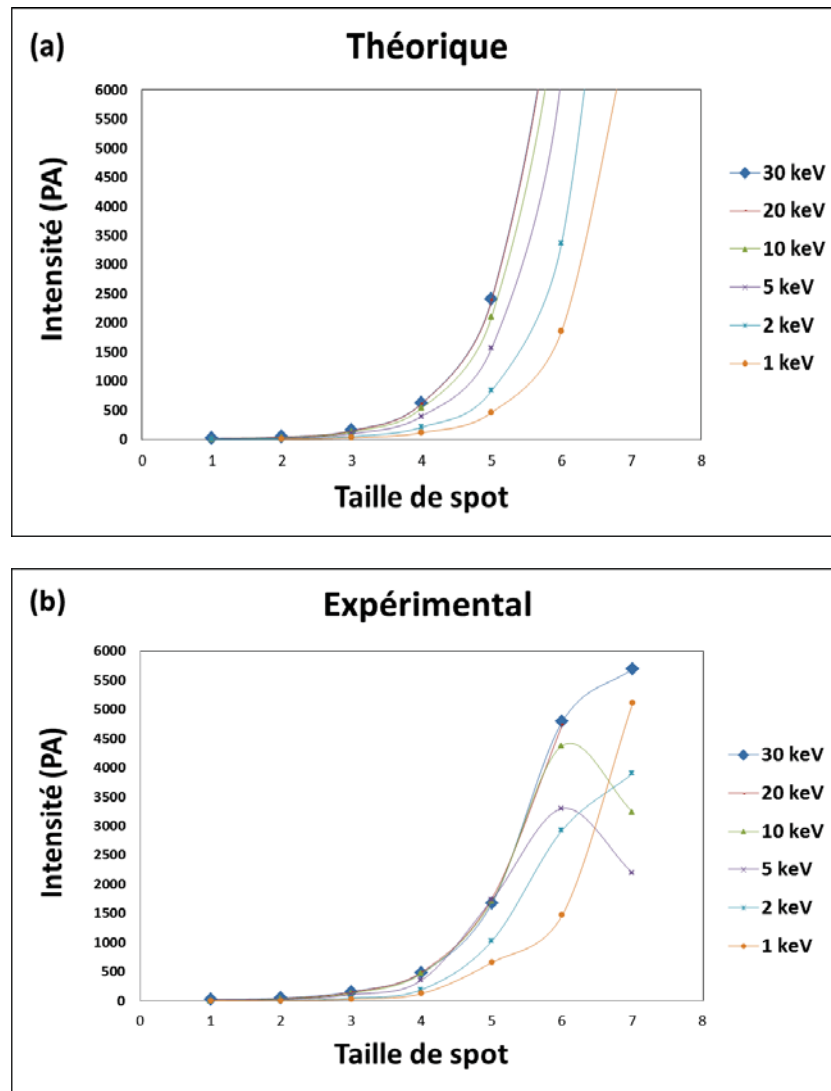 (a)
Théorique
6000
5500
5000
4500
4000
3500
3000
2500
2000
1500
1000
500
0
Intensité (PA)
0 1 2 3 4 5 6 7 8
Taille de spot
30 keV
20 keV
10 keV
5 keV
2 keV
1 keV
(b)
Expérimental
6000
5500
5000
4500
4000
3500
3000
2500
2000
1500
1000
500
0
Intensité (PA)
0 1 2 3 4 5 6 7 8
Taille de spot
30 keV
20 keV
10 keV
5 keV
2 keV
1 keV